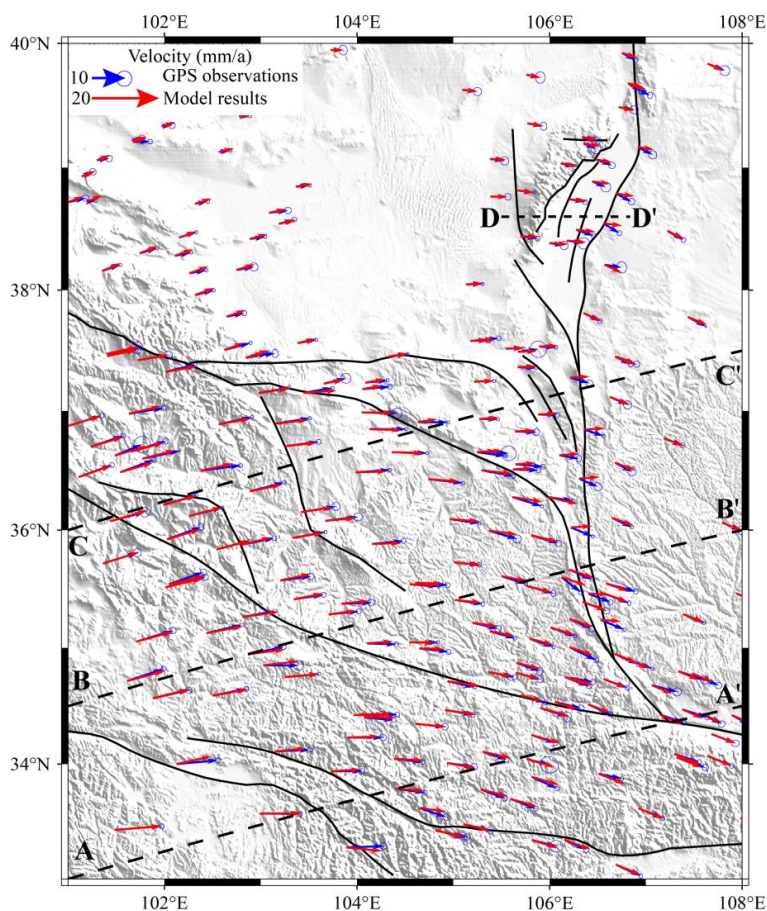 102°E 104°E 106°E 108°E
40°N
Velocity (mm/a)
10 GPS observations
20 Model results
D D'
38°N
C'
B'
36°N
C
B
A'
34°N
A
102°E 104°E 106°E 108°E